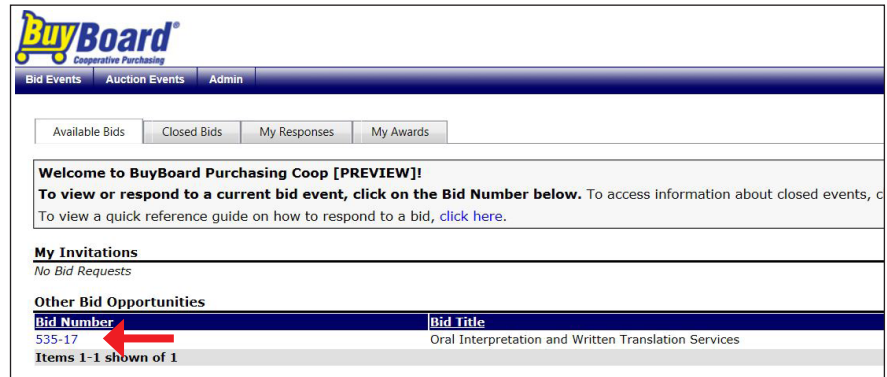 BuyBoard®
Cooperative Purchasing
Bid Events Auction Events Admin
Available Bids Closed Bids My Responses My Awards
Welcome to BuyBoard Purchasing Coop [PREVIEW]!
To view or respond to a current bid event, click on the Bid Number below. To access information about closed events, c
To view a quick reference guide on how to respond to a bid, click here.
My Invitations
No Bid Requests
Other Bid Opportunities
Bid Number Bid Title
535-17 Oral Interpretation and Written Translation Services
Items 1-1 shown of 1